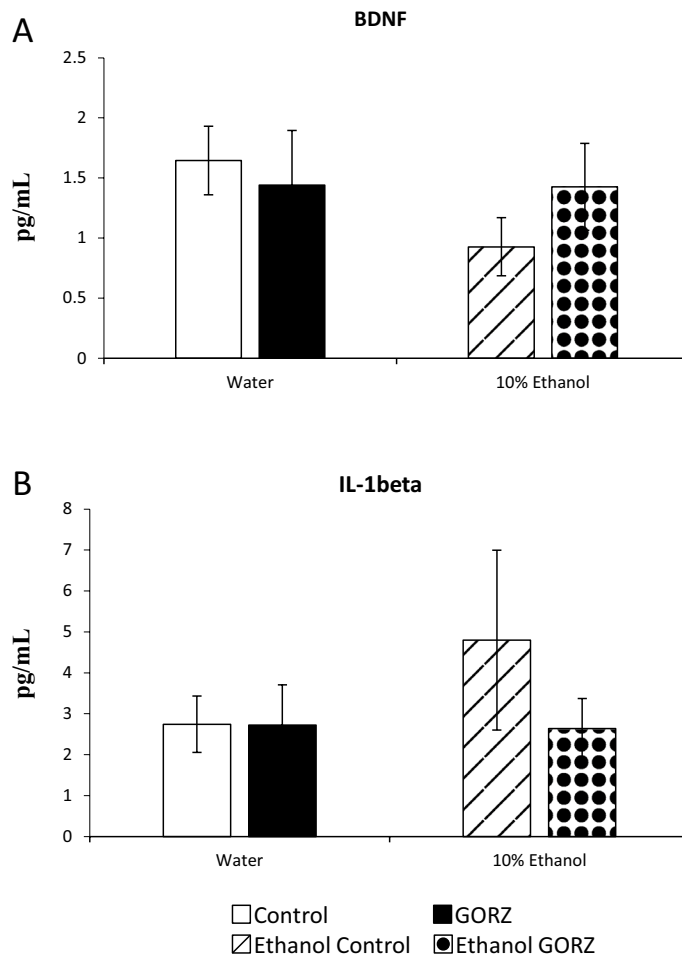 A
BDNF
2.5
2
1.5
1
0.5
0
pg/mL
Water
10% Ethanol
B
IL-1beta
8
7
6
5
4
3
2
1
0
pg/mL
Water
10% Ethanol
Control
GORZ
Ethanol Control
Ethanol GORZ